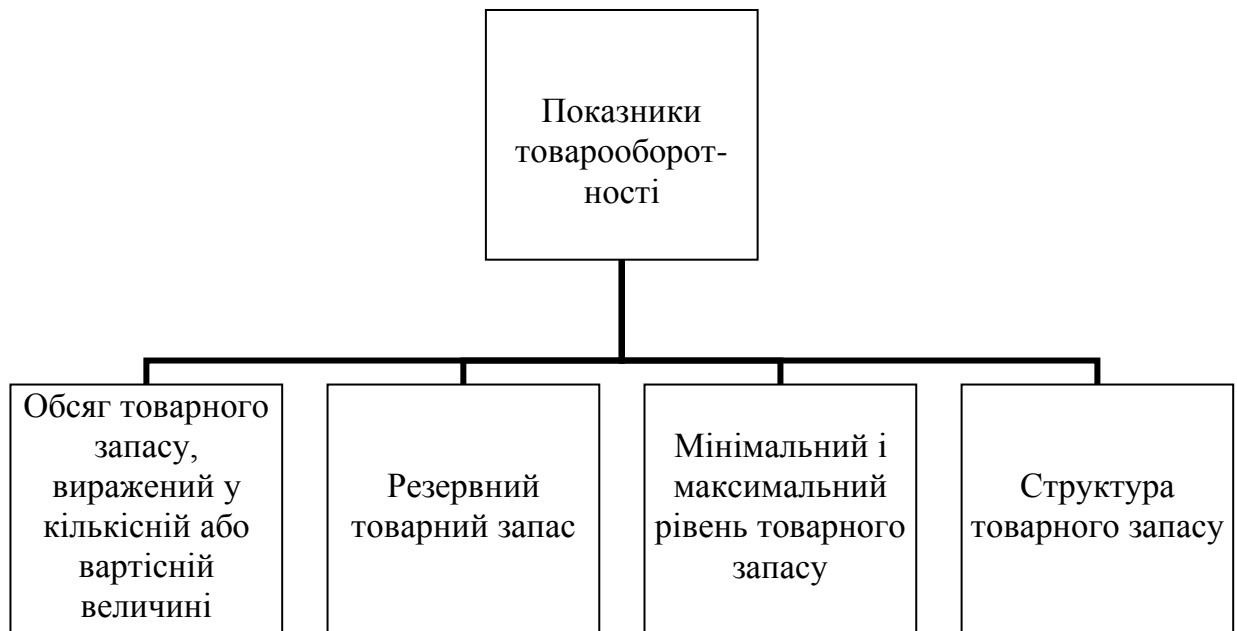 Показники
товарооборот-
ності
Обсяг товарного
запасу,
виражений у
кількісній або
вартісній
величині
Резервний
товарний запас
Мінімальний і
максимальний
рівень товарного
запасу
Структура
товарного запасу